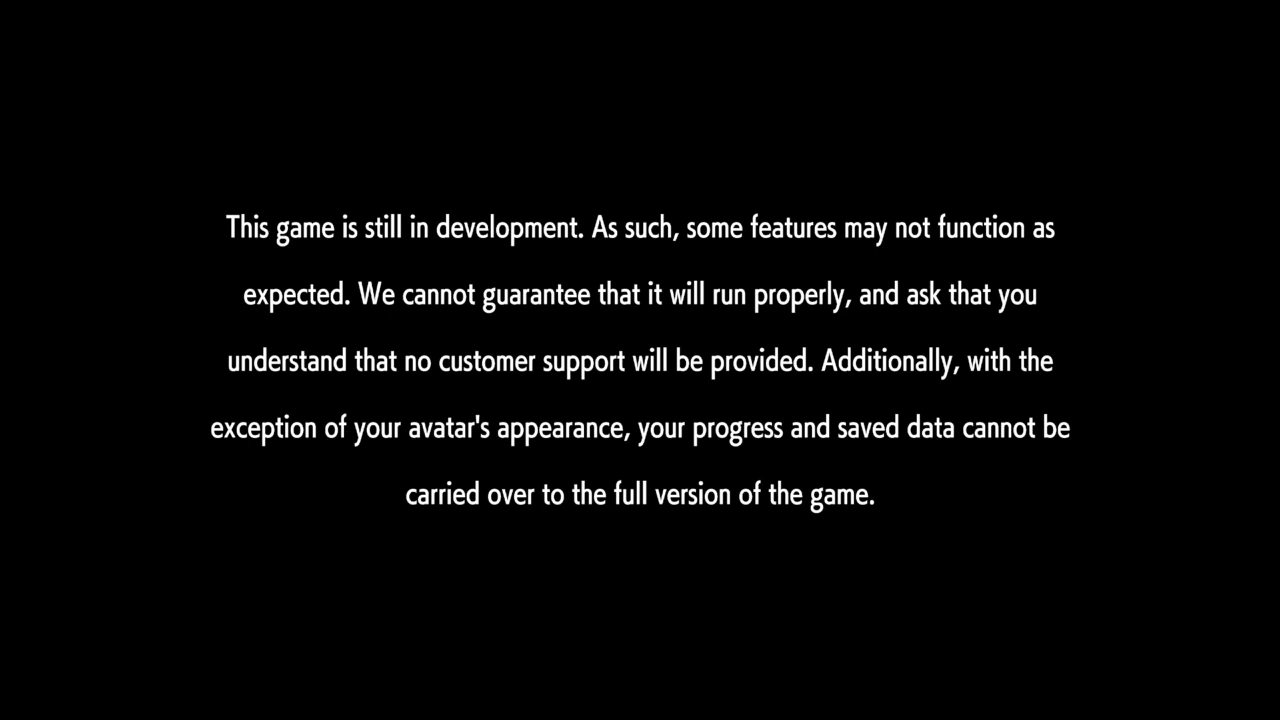 This game is still in development. As such, some features may not function as
expected. We cannot guarantee that it will run properly, and ask that you
understand that no customer support will be provided. Additionally, with the
exception of your avatar's appearance, your progress and saved data cannot be
carried over to the full version of the game.